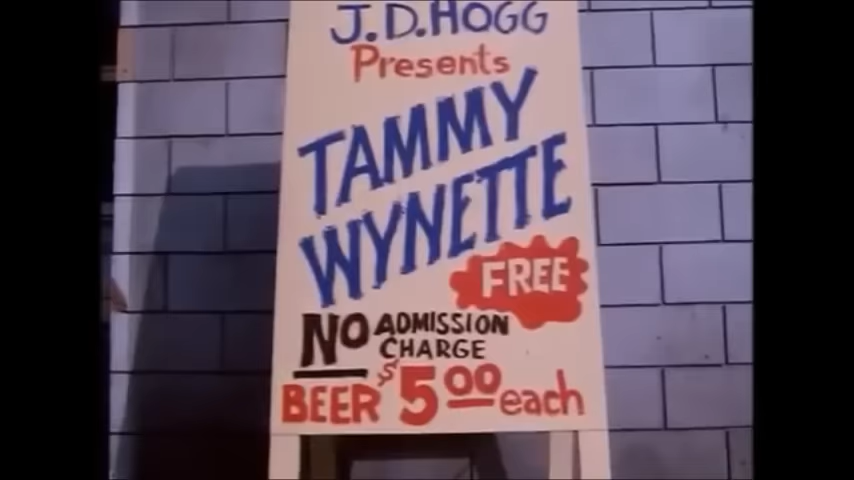 J.D. HOGG
Presents
TAMMY
WYNETTE
FREE
NO ADMISSION
CHARGE
BEER $5.00 each